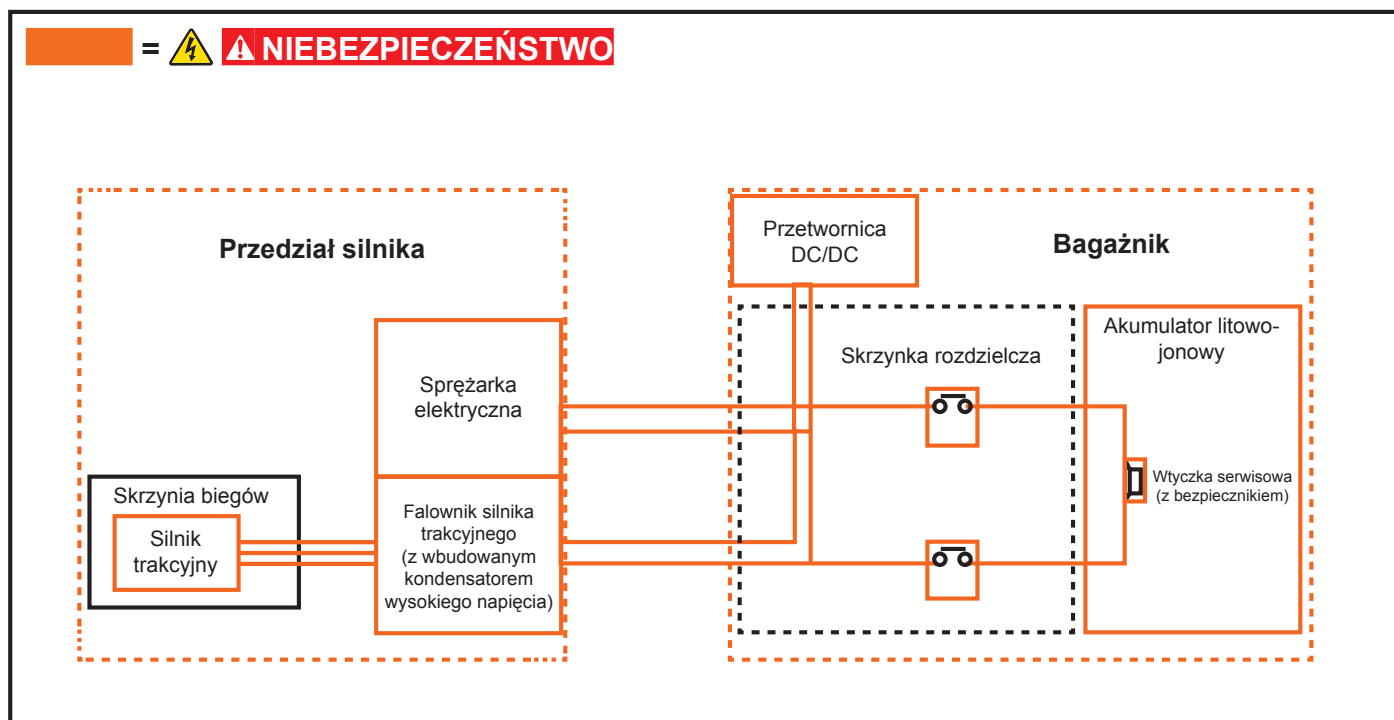 = NIEBEZPIECZEŃSTWO
Przedział silnika
Przetwornica
DC/DC
Bagażnik
Sprężarka
elektryczna
Skrzynka rozdzielcza
Akumulator litowo-
jonowy
Wtyczka serwisowa
(z bezpiecznikiem)
Skrzynia biegów
Silnik
trakcyjny
Falownik silnika
trakcyjnego
(z wbudowanym
kondensatorem
wysokiego napięcia)